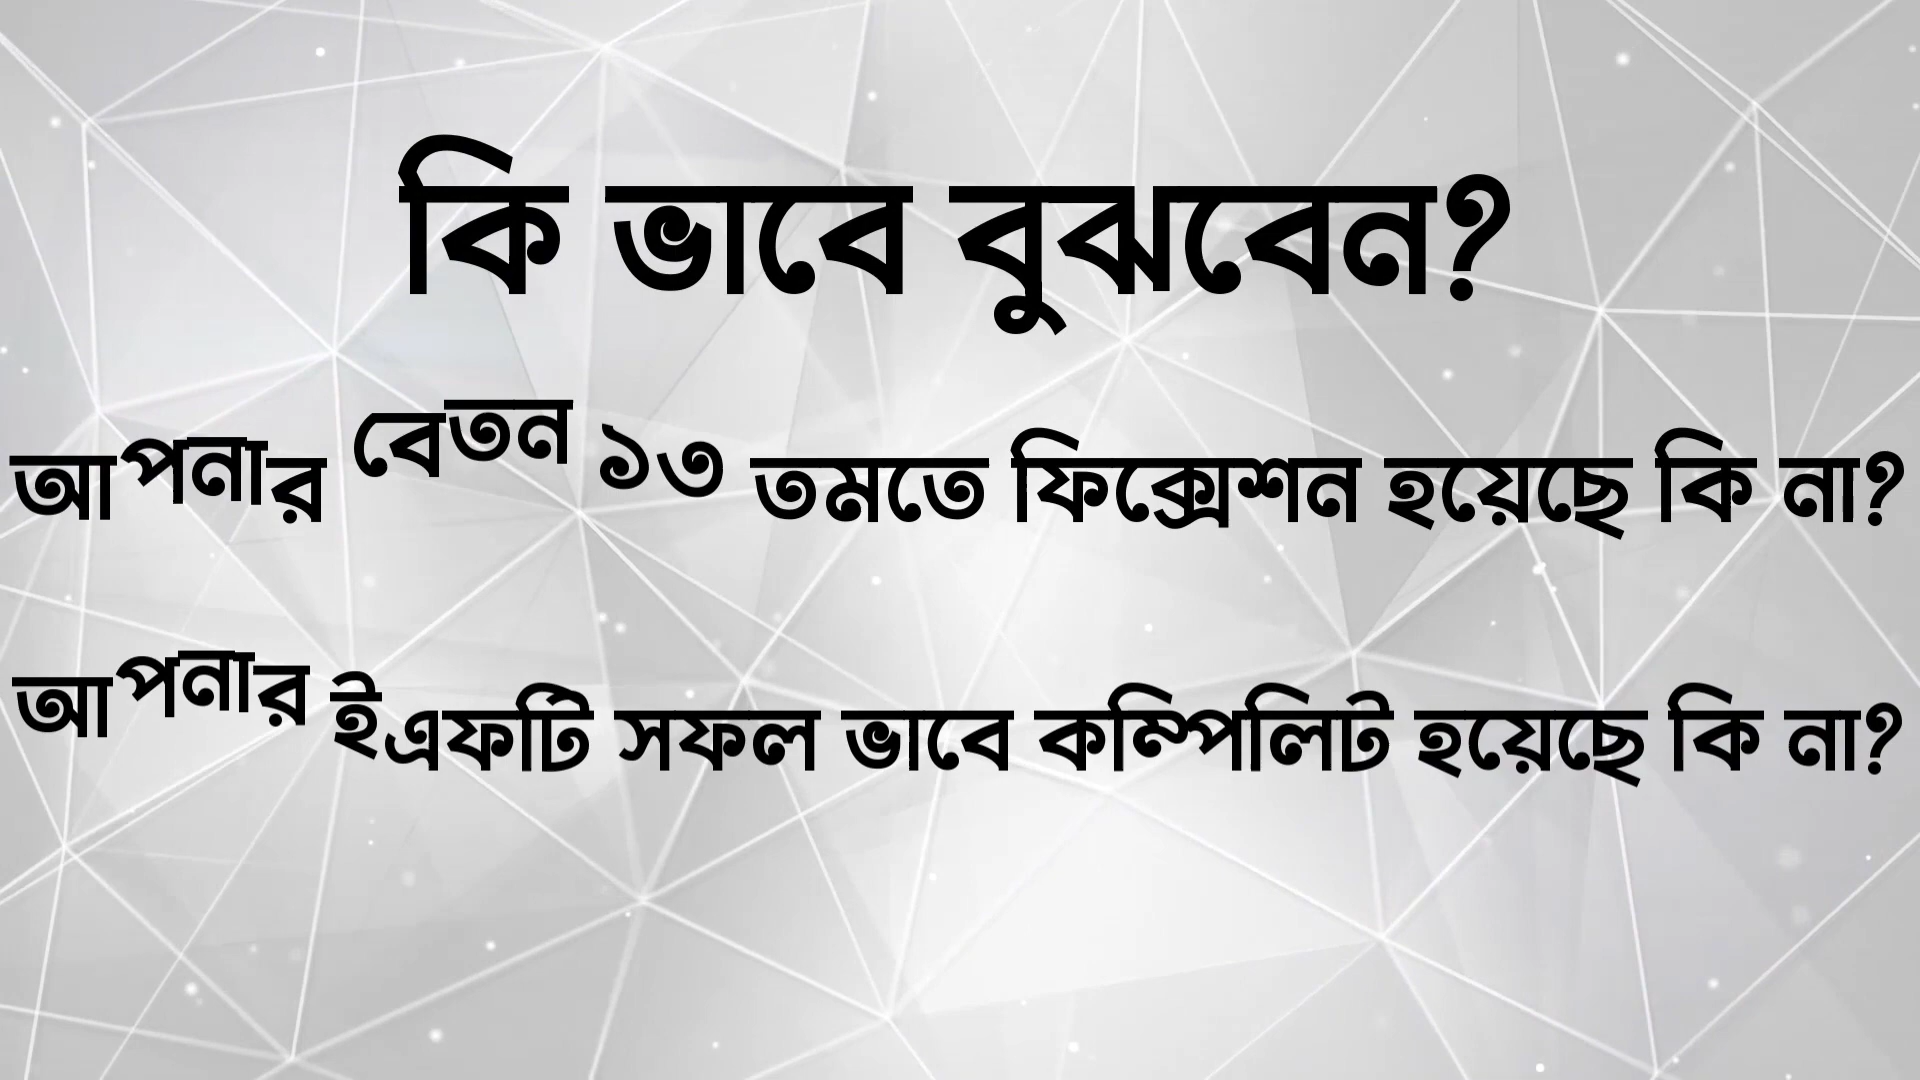 কি ভাবে বুঝবেন?
আপনার বেতন ১৩ তমতে ফিক্সেশন হয়েছে কি না?
আপনার ইএফটি সফল ভাবে কম্পিলিট হয়েছে কি না?